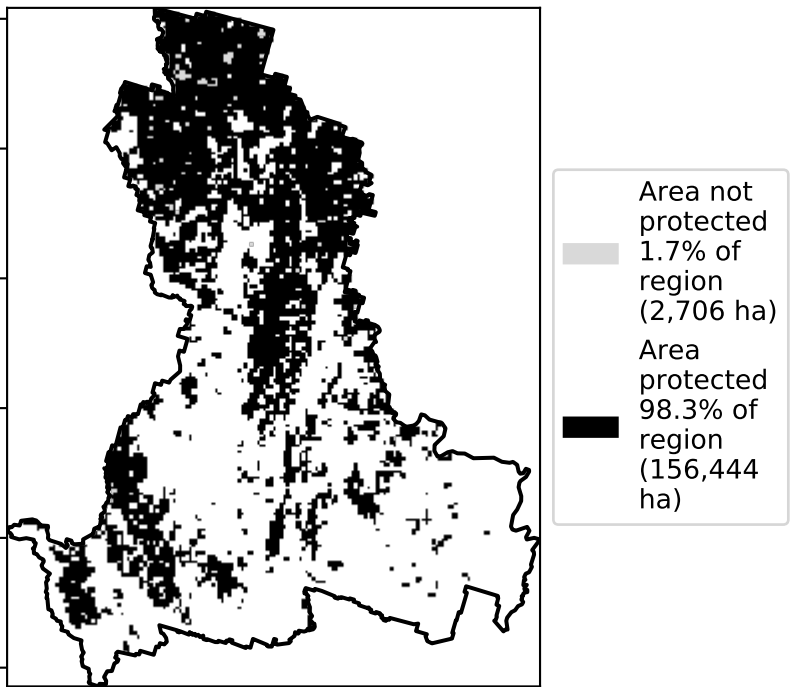 Area not
protected
1.7% of
region
(2,706 ha)
Area
protected
98.3% of
region
(156,444
ha)